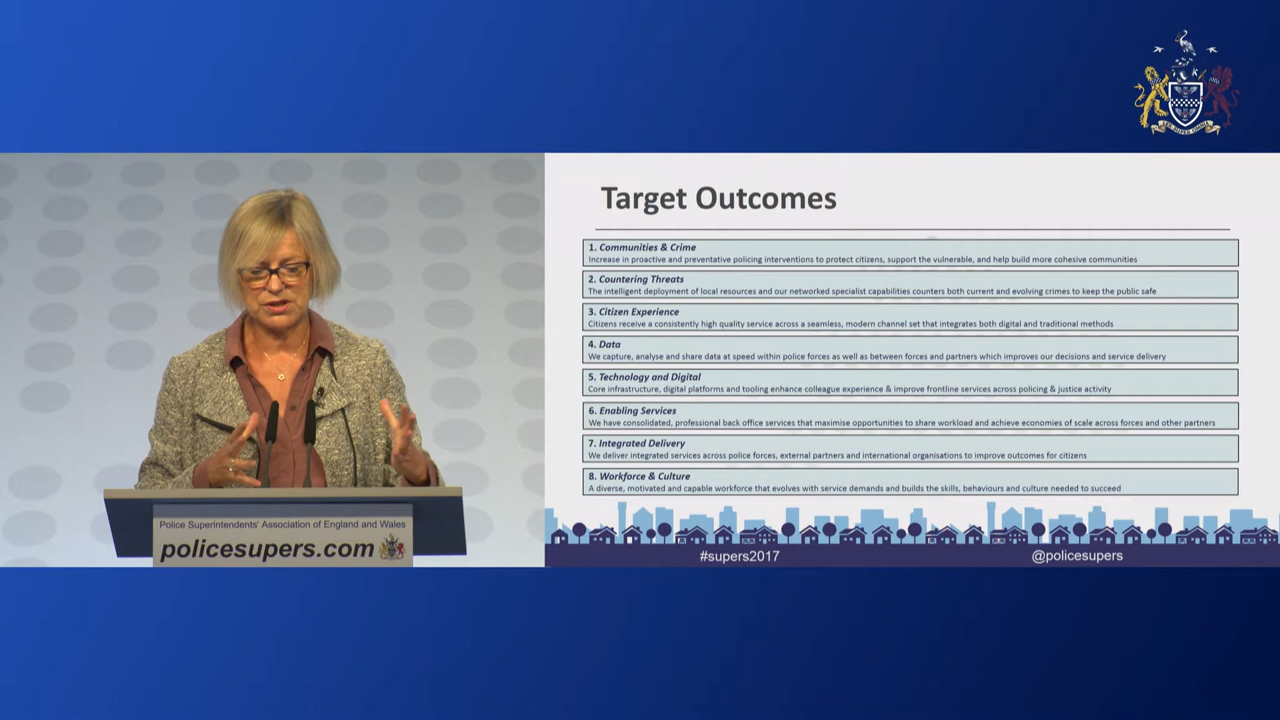 Target Outcomes
1. Communities & Crime
Increase in proactive and preventative policing interventions to protect citizens, support the vulnerable, and help build more cohesive communities
2. Countering Threats
The intelligent deployment of local resources and our networked specialist capabilities counters both current and evolving crimes to keep the public safe
3. Citizen Experience
Citizens receive a consistently high quality service across a seamless, modern channel set that integrates both digital and traditional methods
4. Data
We capture, analyse and share data at speed within police forces as well as between forces and partners which improves our decisions and service delivery
5. Technology and Digital
Core infrastructure, digital platforms and tooling enhance colleague experience & improve frontline services across policing & justice activity
6. Enabling Services
We have consolidated, professional back office services that maximise opportunities to share workload and achieve economies of scale across forces and other partners
7. Integrated Delivery
We deliver integrated services across police forces, external partners and international organisations to improve outcomes for citizens
8. Workforce & Culture
A diverse, motivated and capable workforce that evolves with service demands and builds the skills, behaviours and culture needed to succeed
#supers2017 @policesupers
Police Superintendents' Association of England and Wales
policesupers.com